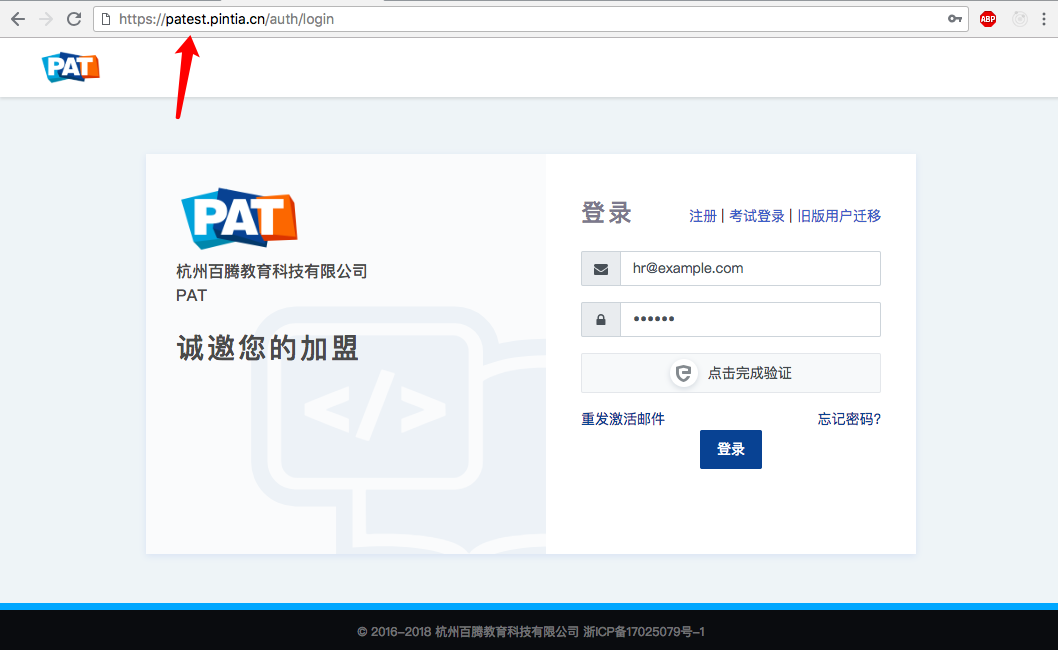 https://patest.pintia.cn/auth/login
ABP
PAT
PAT
杭州百腾教育科技有限公司
PAT
诚邀您的加盟
</>
登录
注册 | 考试登录 | 旧版用户迁移
hr@example.com
••••••
点击完成验证
重发激活邮件 忘记密码?
登录
© 2016-2018 杭州百腾教育科技有限公司 浙ICP备17025079号-1